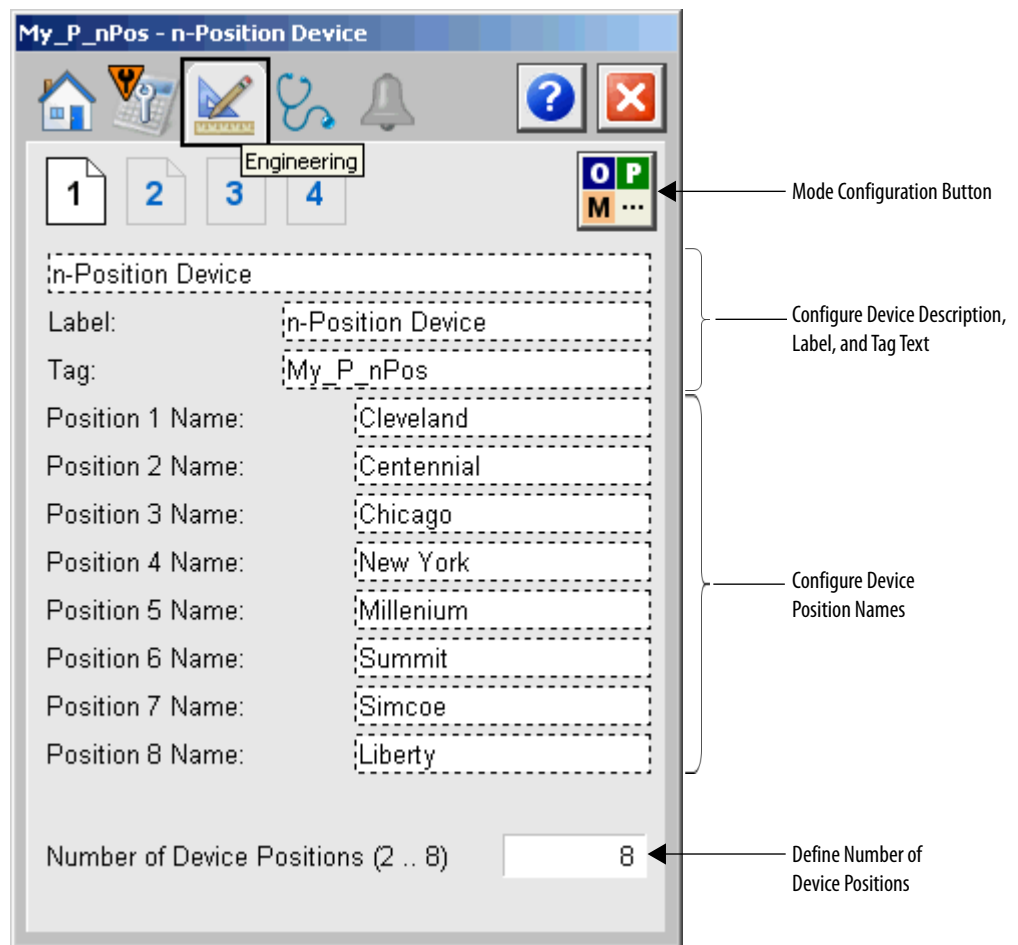 My_P_nPos - n-Position Device
?
Engineering
1 2 3 4
O P
M ...
Mode Configuration Button
n-Position Device
Label: n-Position Device
Tag: My_P_nPos
Configure Device Description,
Label, and Tag Text
Position 1 Name: Cleveland
Position 2 Name: Centennial
Position 3 Name: Chicago
Position 4 Name: New York
Position 5 Name: Millenium
Position 6 Name: Summit
Position 7 Name: Simcoe
Position 8 Name: Liberty
Configure Device
Position Names
Number of Device Positions (2 .. 8) 8
Define Number of
Device Positions